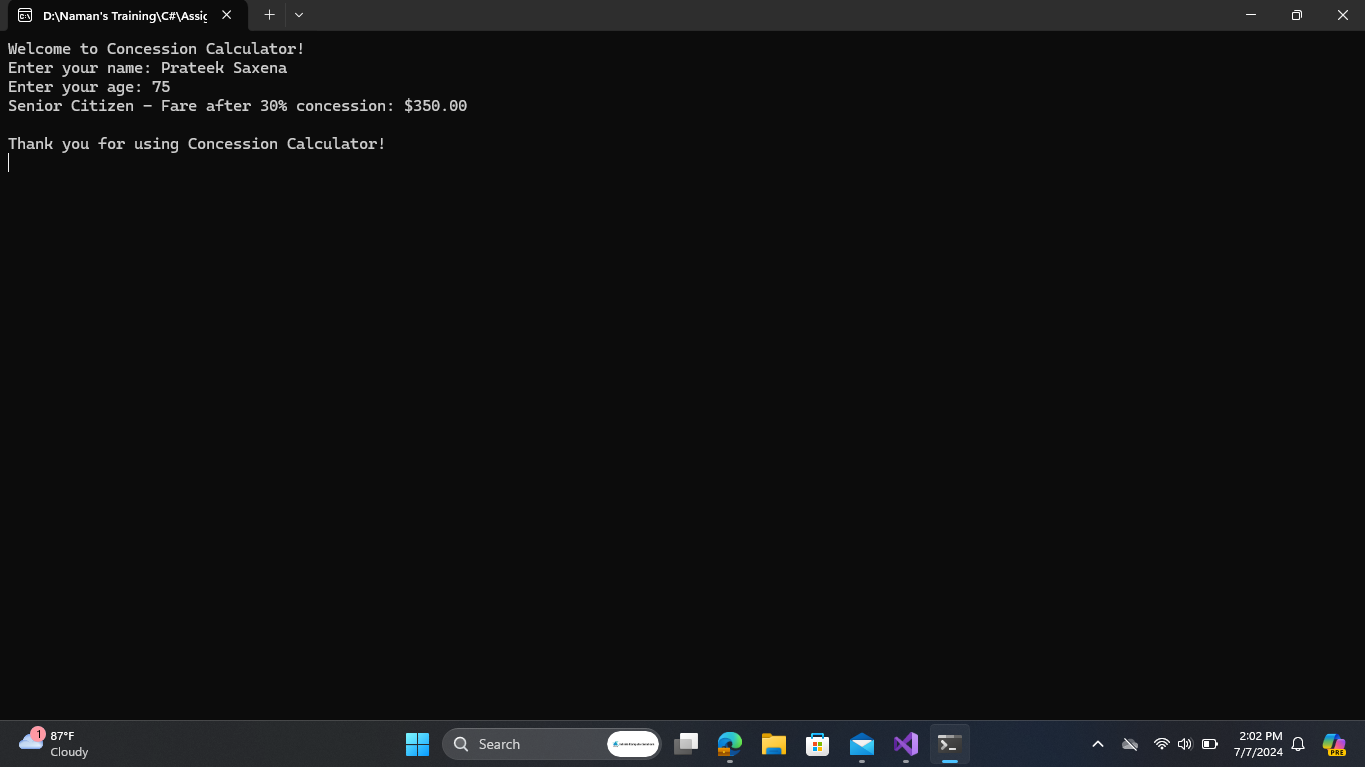 D:\Naman's Training\C#\Assig
Welcome to Concession Calculator!
Enter your name: Prateek Saxena
Enter your age: 75
Senior Citizen - Fare after 30% concession: $350.00
Thank you for using Concession Calculator!
1
87°F
Cloudy
Search
2:02 PM
7/7/2024
PRE